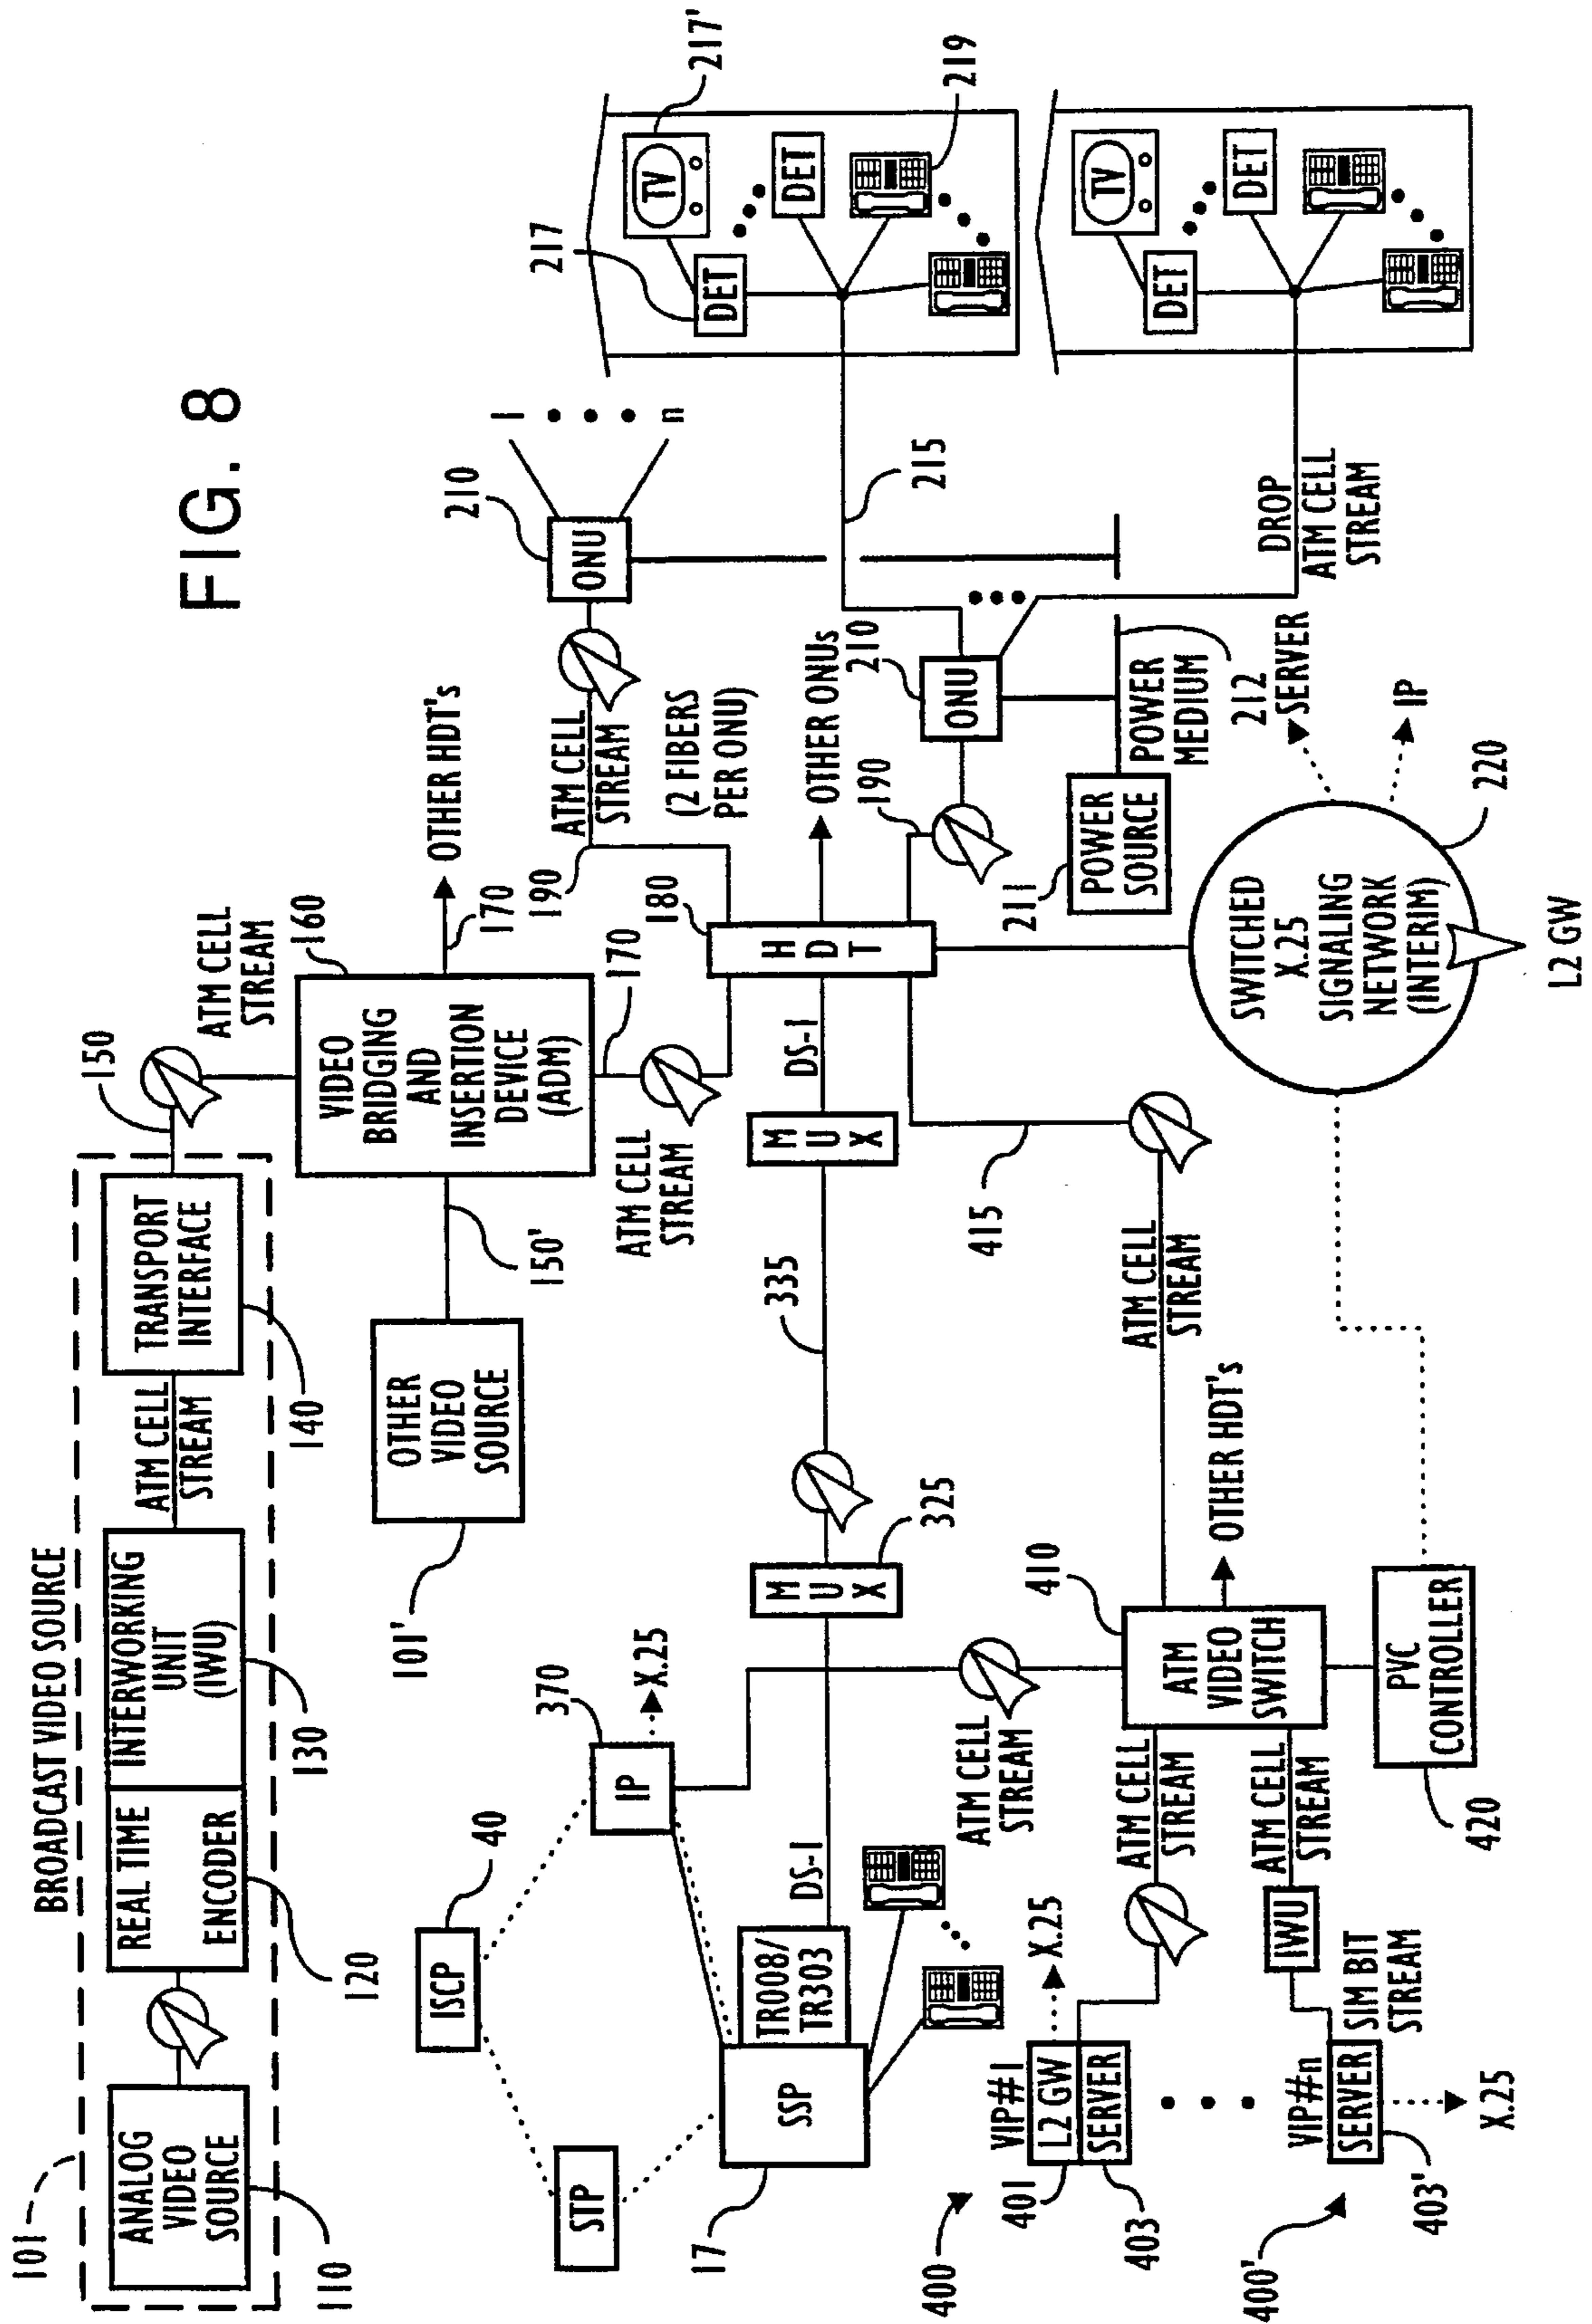 FIG. 8
BROADCAST VIDEO SOURCE
101
ANALOG
VIDEO
SOURCE
110
REAL TIME
ENCODER
120
INTERWORKING
UNIT
(IWU)
130
ATM CELL
STREAM
TRANSPORT
INTERFACE
140
150
ATM CELL
STREAM
160
VIDEO
BRIDGING
AND
INSERTION
DEVICE
(ADM)
170
OTHER HDT's
OTHER
VIDEO
SOURCE
101'
150'
ATM CELL
STREAM
170
190
ATM CELL
STREAM
(2 FIBERS
PER ONU)
210
ONU
1
n
217
217'
TV
DET
DET
219
TV
DET
DET
215
DROP
ATM CELL
STREAM
180
H
D
T
OTHER ONUs
190
210
ONU
211
POWER
SOURCE
POWER
MEDIUM
212
SERVER
IP
SWITCHED
X.25
SIGNALING
NETWORK
(INTERIM)
220
L2 GW
DS-1
M
U
X
335
M
U
X
325
415
ATM CELL
STREAM
ISCP
40
STP
IP
370
X.25
SSP
17
TR008/
TR303
DS-1
ATM CELL
STREAM
410
ATM
VIDEO
SWITCH
OTHER HDT's
PVC
CONTROLLER
420
ATM CELL
STREAM
ATM CELL
STREAM
400
VIP#1
L2 GW
SERVER
401
403
X.25
400'
VIP#n
SERVER
403'
X.25
SIM BIT
STREAM
IWU